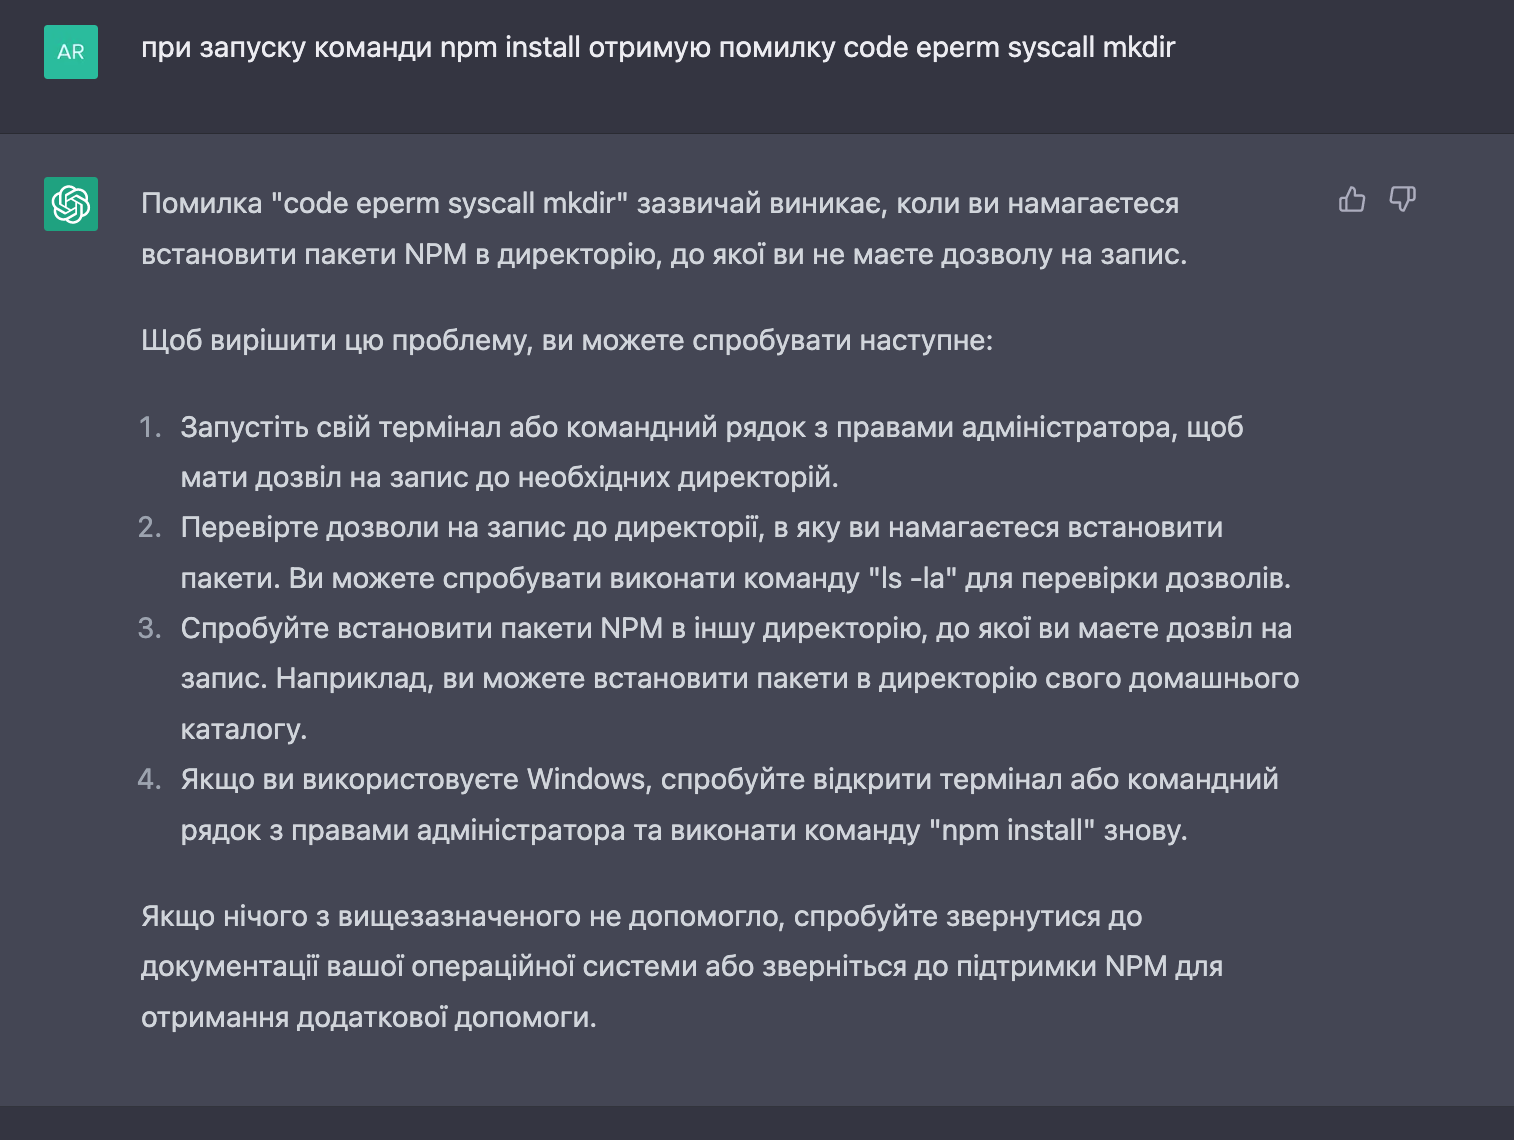 AR
при запуску команди npm install отримую помилку code eperm syscall mkdir
Помилка "code eperm syscall mkdir" зазвичай виникає, коли ви намагаєтеся
встановити пакети NPM в директорію, до якої ви не маєте дозволу на запис.
Щоб вирішити цю проблему, ви можете спробувати наступне:
1. Запустіть свій термінал або командний рядок з правами адміністратора, щоб
мати дозвіл на запис до необхідних директорій.
2. Перевірте дозволи на запис до директорії, в яку ви намагаєтеся встановити
пакети. Ви можете спробувати виконати команду "ls -la" для перевірки дозволів.
3. Спробуйте встановити пакети NPM в іншу директорію, до якої ви маєте дозвіл на
запис. Наприклад, ви можете встановити пакети в директорію свого домашнього
каталогу.
4. Якщо ви використовуєте Windows, спробуйте відкрити термінал або командний
рядок з правами адміністратора та виконати команду "npm install" знову.
Якщо нічого з вищезазначеного не допомогло, спробуйте звернутися до
документації вашої операційної системи або зверніться до підтримки NPM для
отримання додаткової допомоги.